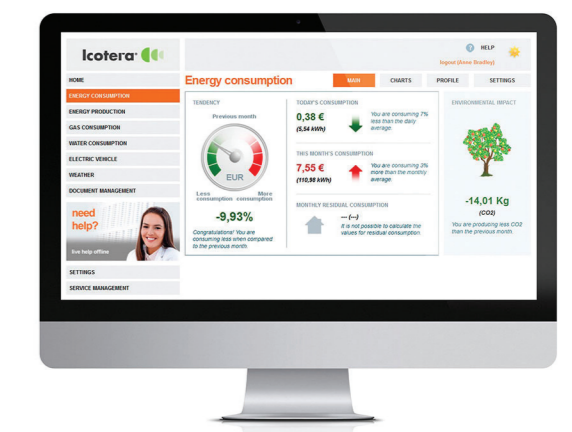 Icotera
HELP
logout (Anne Bradley)
HOME
Energy consumption
MAIN
CHARTS
PROFILE
SETTINGS
ENERGY CONSUMPTION
ENERGY PRODUCTION
GAS CONSUMPTION
WATER CONSUMPTION
ELECTRIC VEHICLE
WEATHER
DOCUMENT MANAGEMENT
need
help?
live help offline
SETTINGS
SERVICE MANAGEMENT
TENDENCY
Previous month
EUR
Less
consumption
More
consumption
-9,93%
Congratulations! You are
consuming less when compared
to the previous month.
TODAY'S CONSUMPTION
0,38 €
(5,54 kWh)
You are consuming 7%
less than the daily
average.
THIS MONTH'S CONSUMPTION
7,55 €
(110,98 kWh)
You are consuming 3%
more than the monthly
average.
MONTHLY RESIDUAL CONSUMPTION
--- (---)
It is not possible to calculate the
values for residual consumption
ENVIRONMENTAL IMPACT
-14,01 Kg
(CO2)
You are producing less CO2
than the previous month.